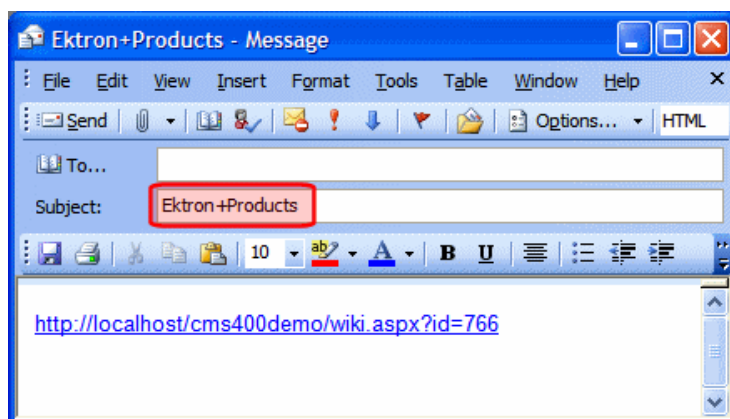 Ektron+Products - Message
File Edit View Insert Format Tools Table Window Help
Send Options... HTML
To...
Subject: Ektron+Products
10 ab A B U
http://localhost/cms400demo/wiki.aspx?id=766